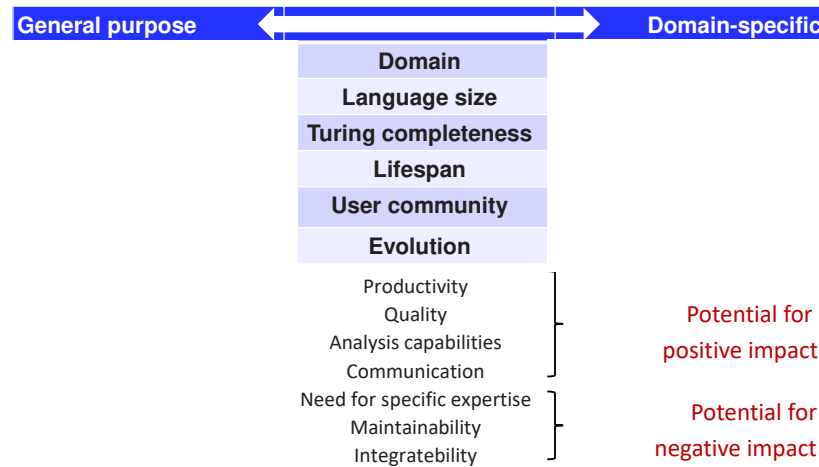 General purpose
Domain-specific
Domain
Language size
Turing completeness
Lifespan
User community
Evolution
Productivity
Quality
Analysis capabilities
Communication
Need for specific expertise
Maintainability
Integratebility
Potential for
positive impact
Potential for
negative impact